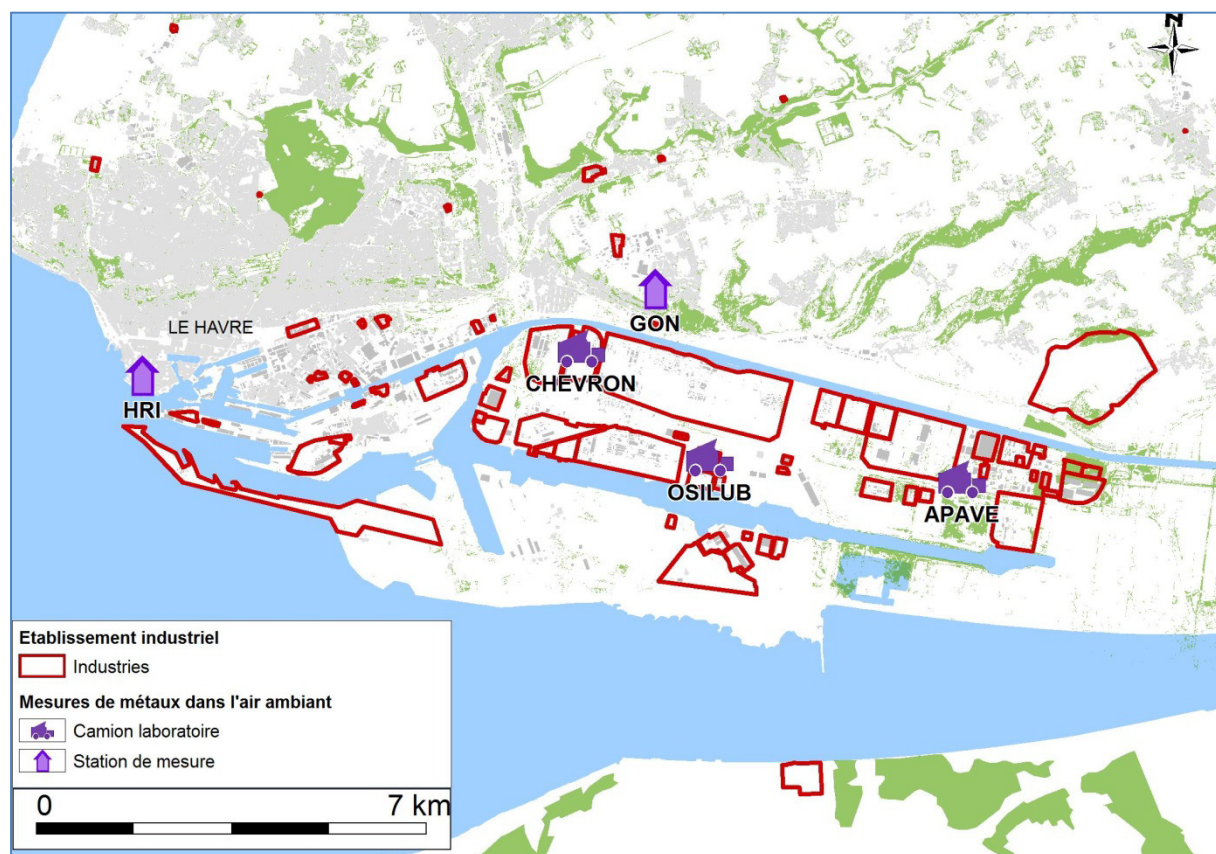 N
LE HAVRE
GON
CHEVRON
HRI
OSILUB
APAVE
Etablissement industriel
Industries
Mesures de métaux dans l'air ambiant
Camion laboratoire
Station de mesure
0 7 km